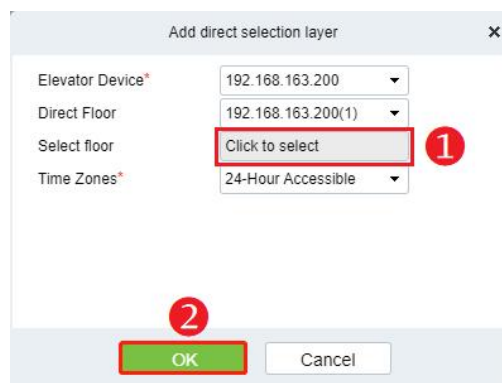 Add direct selection layer ×
Elevator Device* 192.168.163.200
Direct Floor 192.168.163.200(1)
Select floor Click to select 1
Time Zones* 24-Hour Accessible
2
OK Cancel